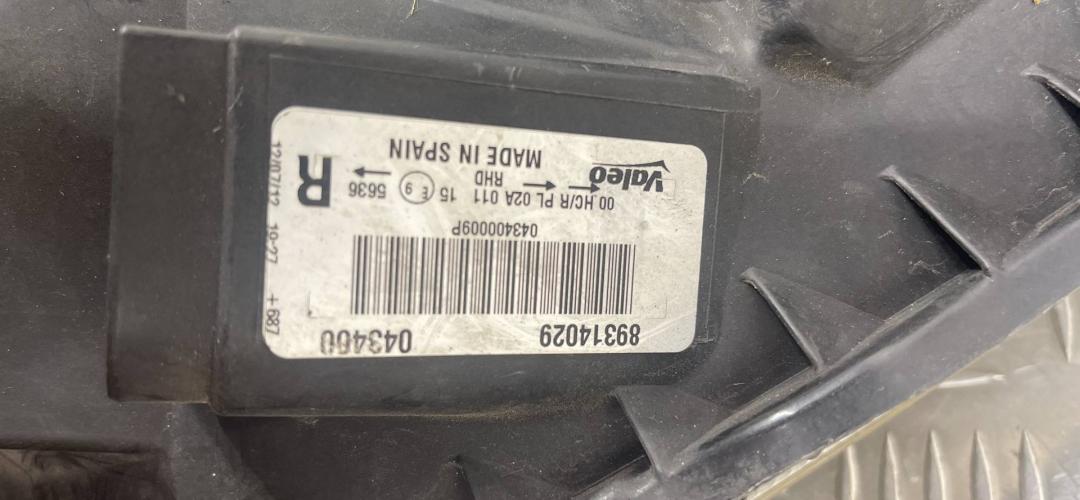 Valeo
MADE IN SPAIN
R
RHD
00 HC/R PL 02A 011 15 E 9 5636
043400009P
89314029 043400
12/07/12 10:27 +687